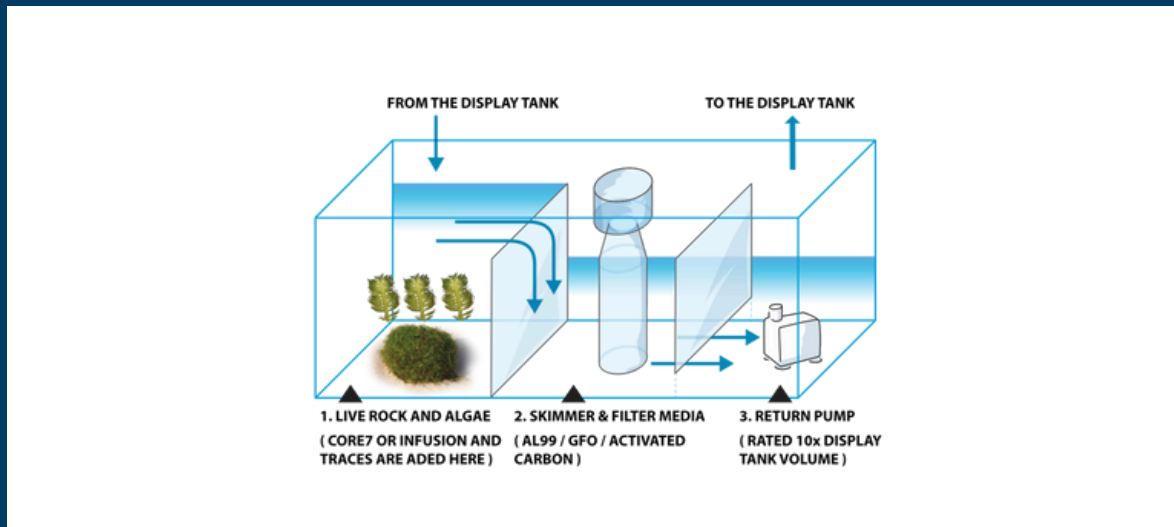 FROM THE DISPLAY TANK
TO THE DISPLAY TANK
1. LIVE ROCK AND ALGAE
( CORE7 OR INFUSION AND
TRACES ARE ADED HERE )
2. SKIMMER & FILTER MEDIA
( AL99 / GFO / ACTIVATED
CARBON )
3. RETURN PUMP
( RATED 10x DISPLAY
TANK VOLUME )